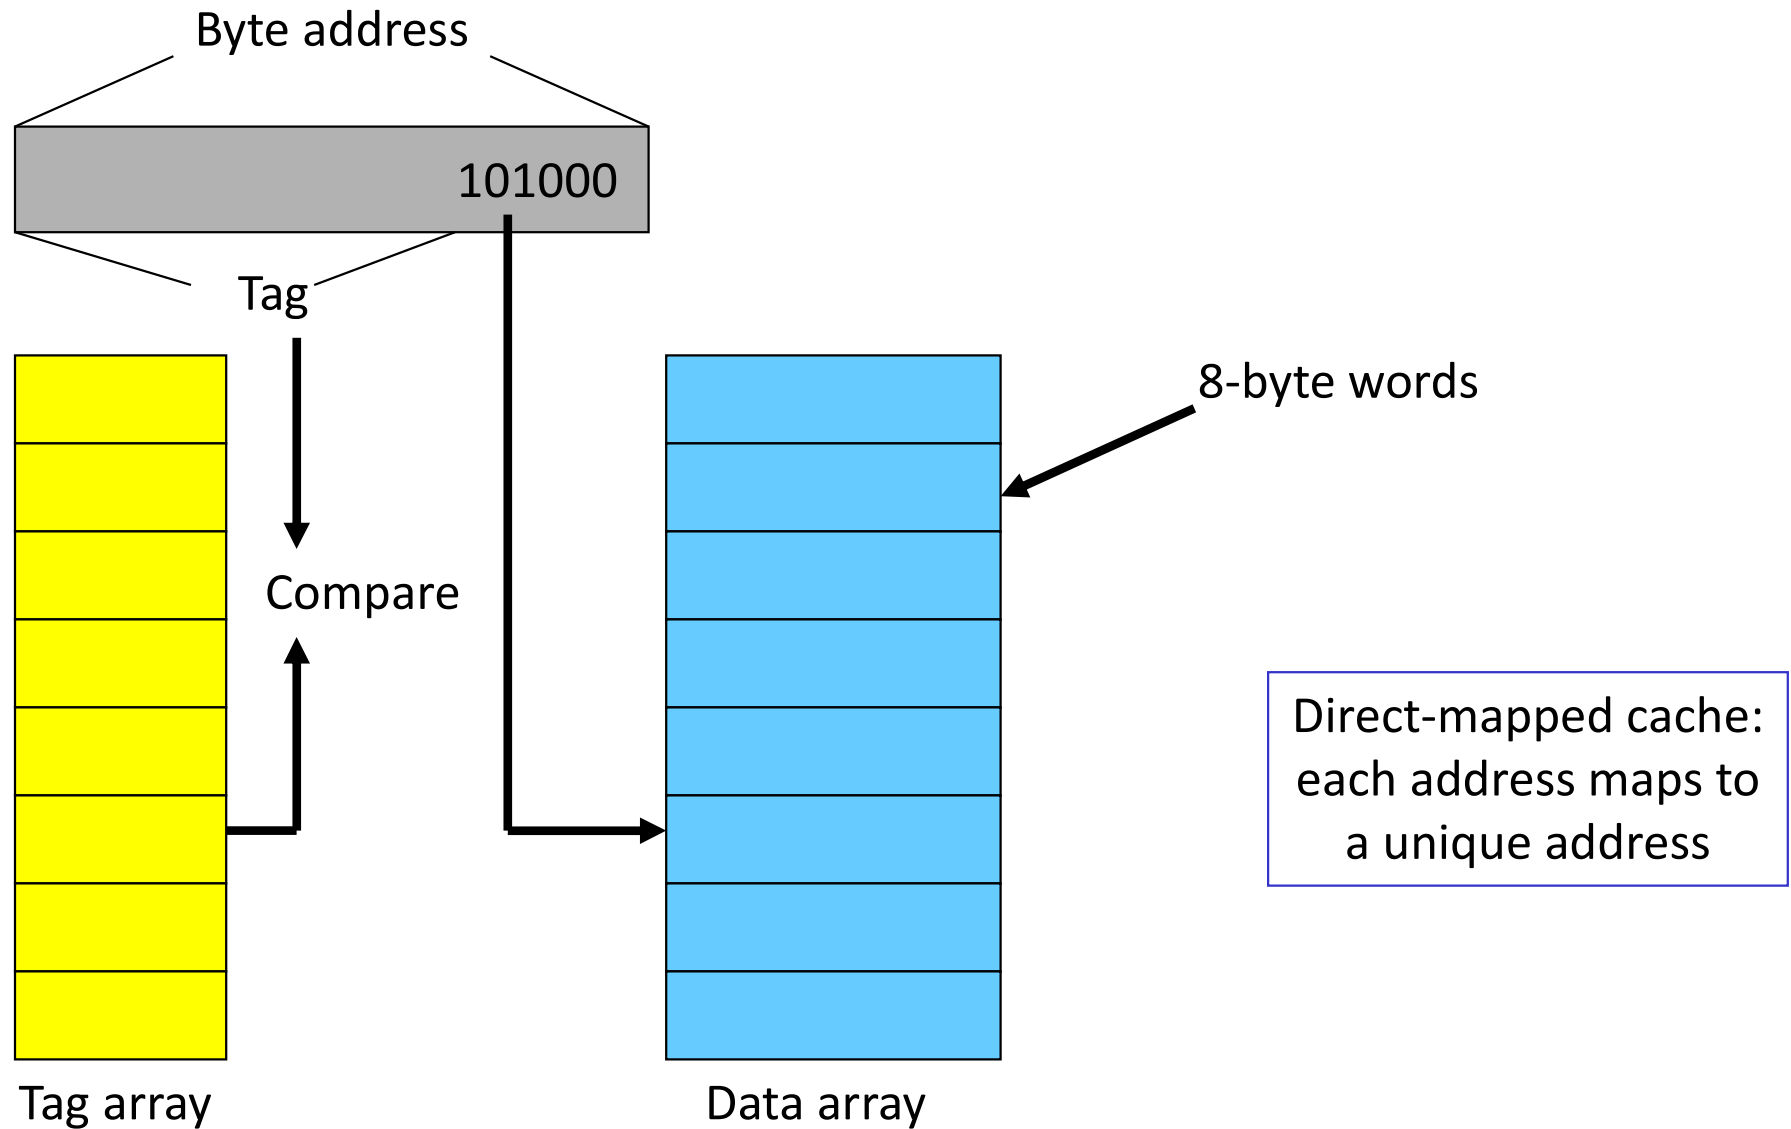 Byte address
101000
Tag
8-byte words
Compare
Direct-mapped cache:
each address maps to
a unique address
Tag array
Data array